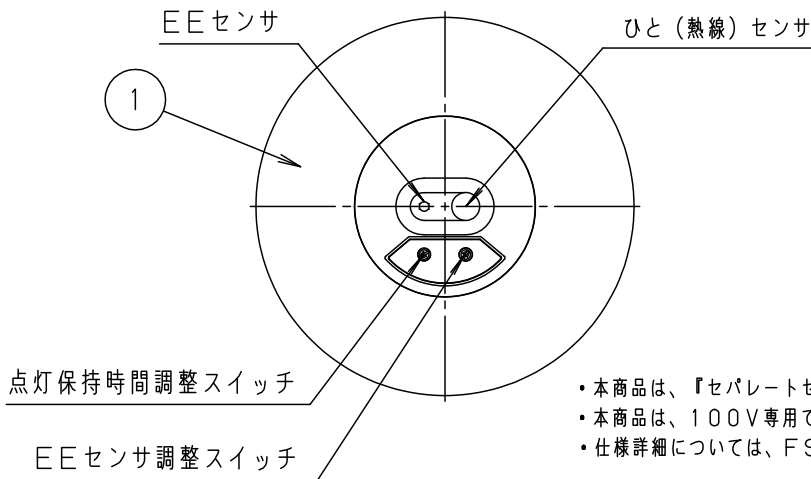 EEセンサ
ひと（熱線）センサ
1
点灯保持時間調整スイッチ
EEセンサ調整スイッチ
・本商品は、『セパレートセ
・本商品は、１００V専用で
・仕様詳細については、FS